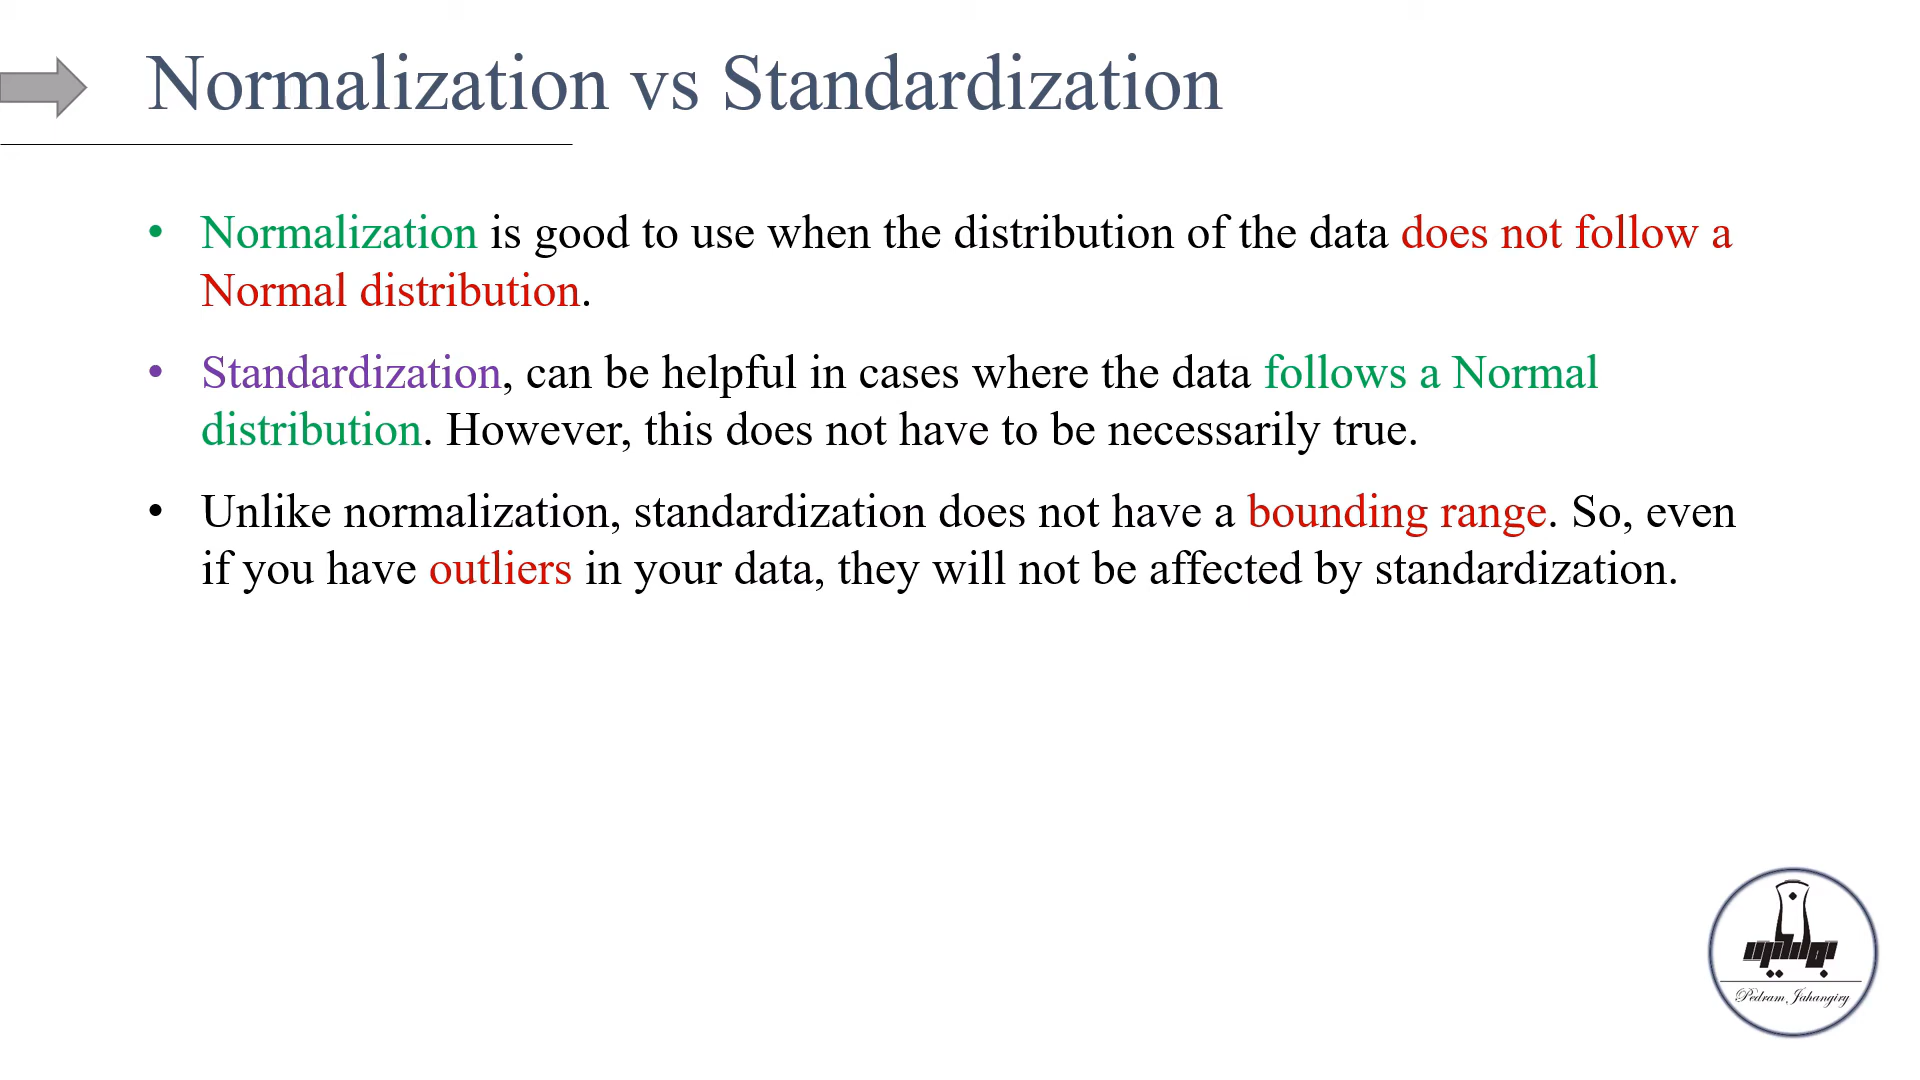 Normalization vs Standardization
• Normalization is good to use when the distribution of the data does not follow a
Normal distribution.
• Standardization, can be helpful in cases where the data follows a Normal
distribution. However, this does not have to be necessarily true.
• Unlike normalization, standardization does not have a bounding range. So, even
if you have outliers in your data, they will not be affected by standardization.
Pedram Jahangiry